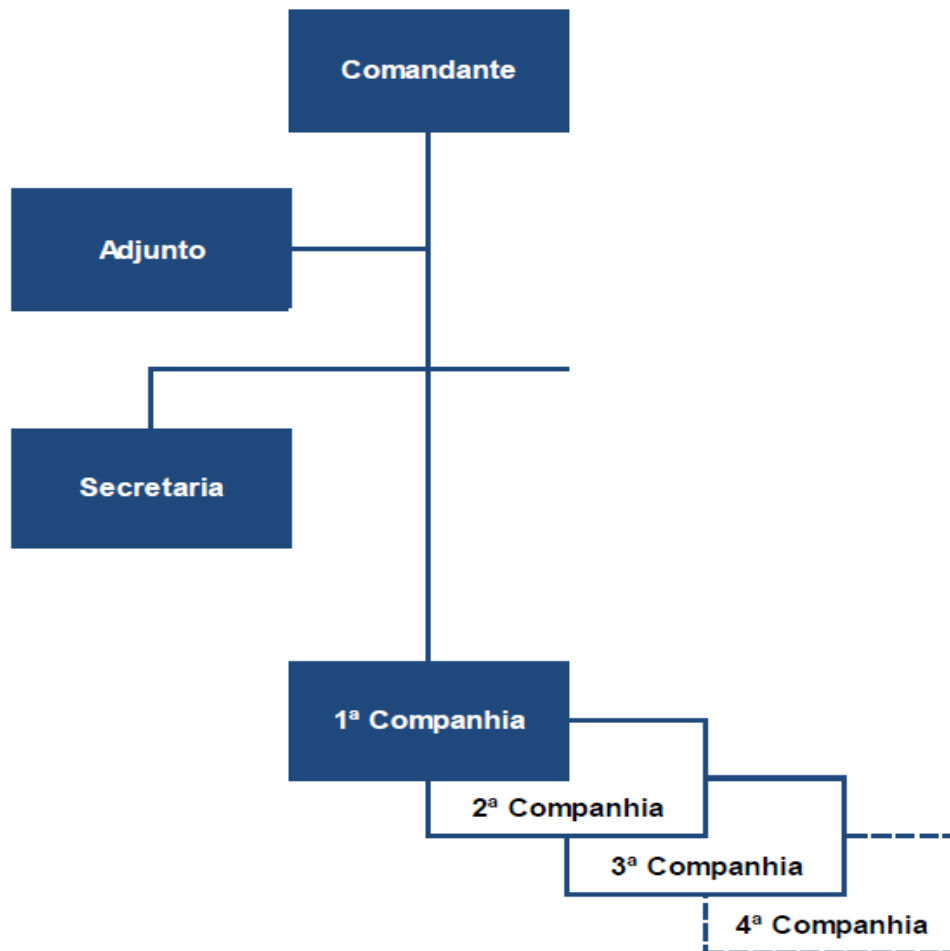 Comandante
Adjunto
Secretaria
1ª Companhia
2ª Companhia
3ª Companhia
4ª Companhia